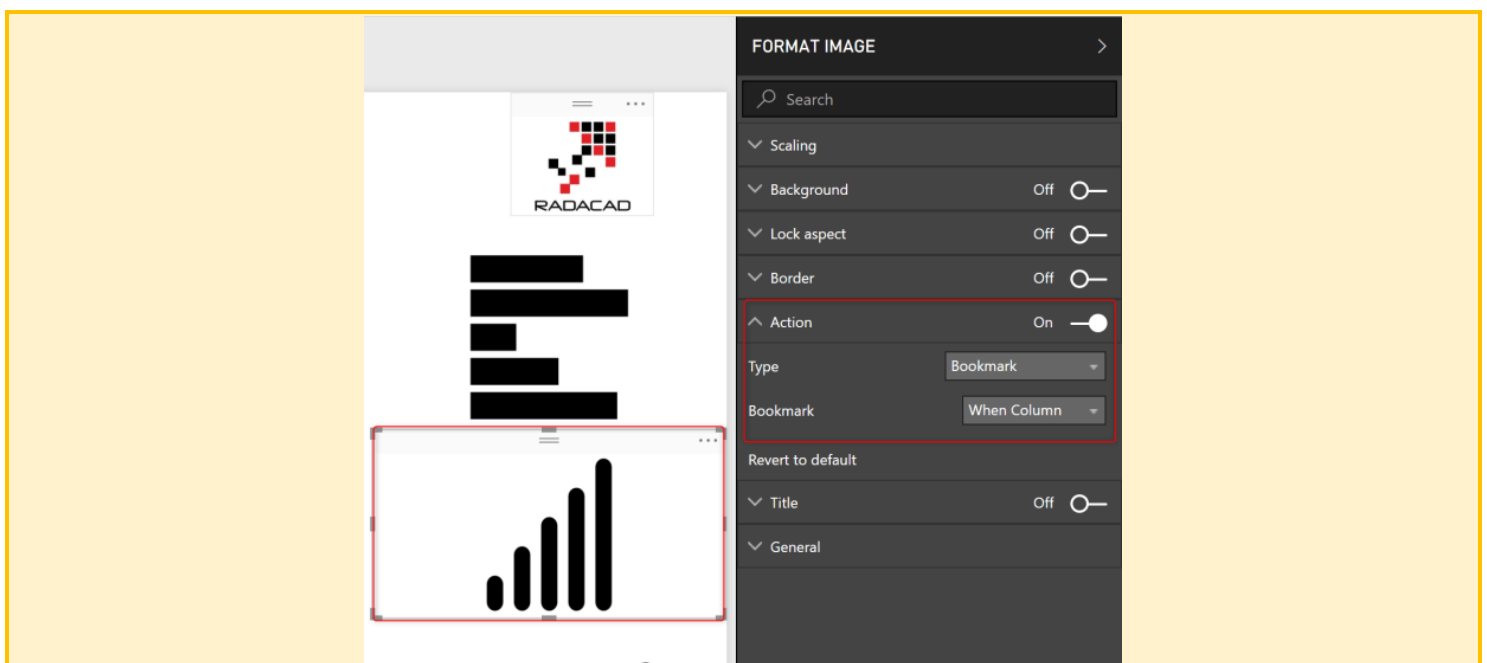 FORMAT IMAGE
Search
RADACAD
Scaling
Background Off
Lock aspect Off
Border Off
Action On
Type Bookmark
Bookmark When Column
Revert to default
Title Off
General